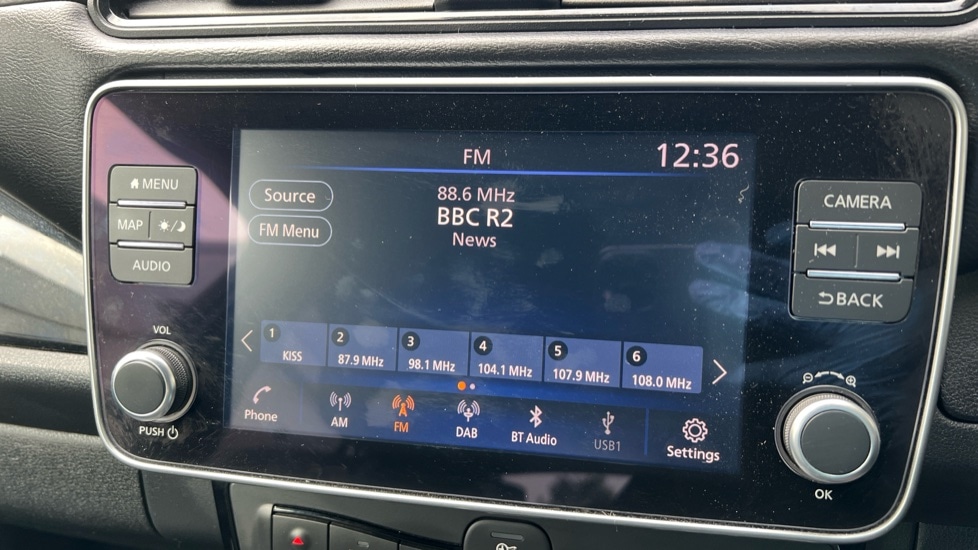 FM 12:36
MENU
Source
88.6 MHz
CAMERA
MAP
BBC R2
FM Menu
News
AUDIO
BACK
VOL
1 KISS
2 87.9 MHz
3 98.1 MHz
4 104.1 MHz
5 107.9 MHz
6 108.0 MHz
PUSH
Phone
AM
FM
DAB
BT Audio
USB1
Settings
OK